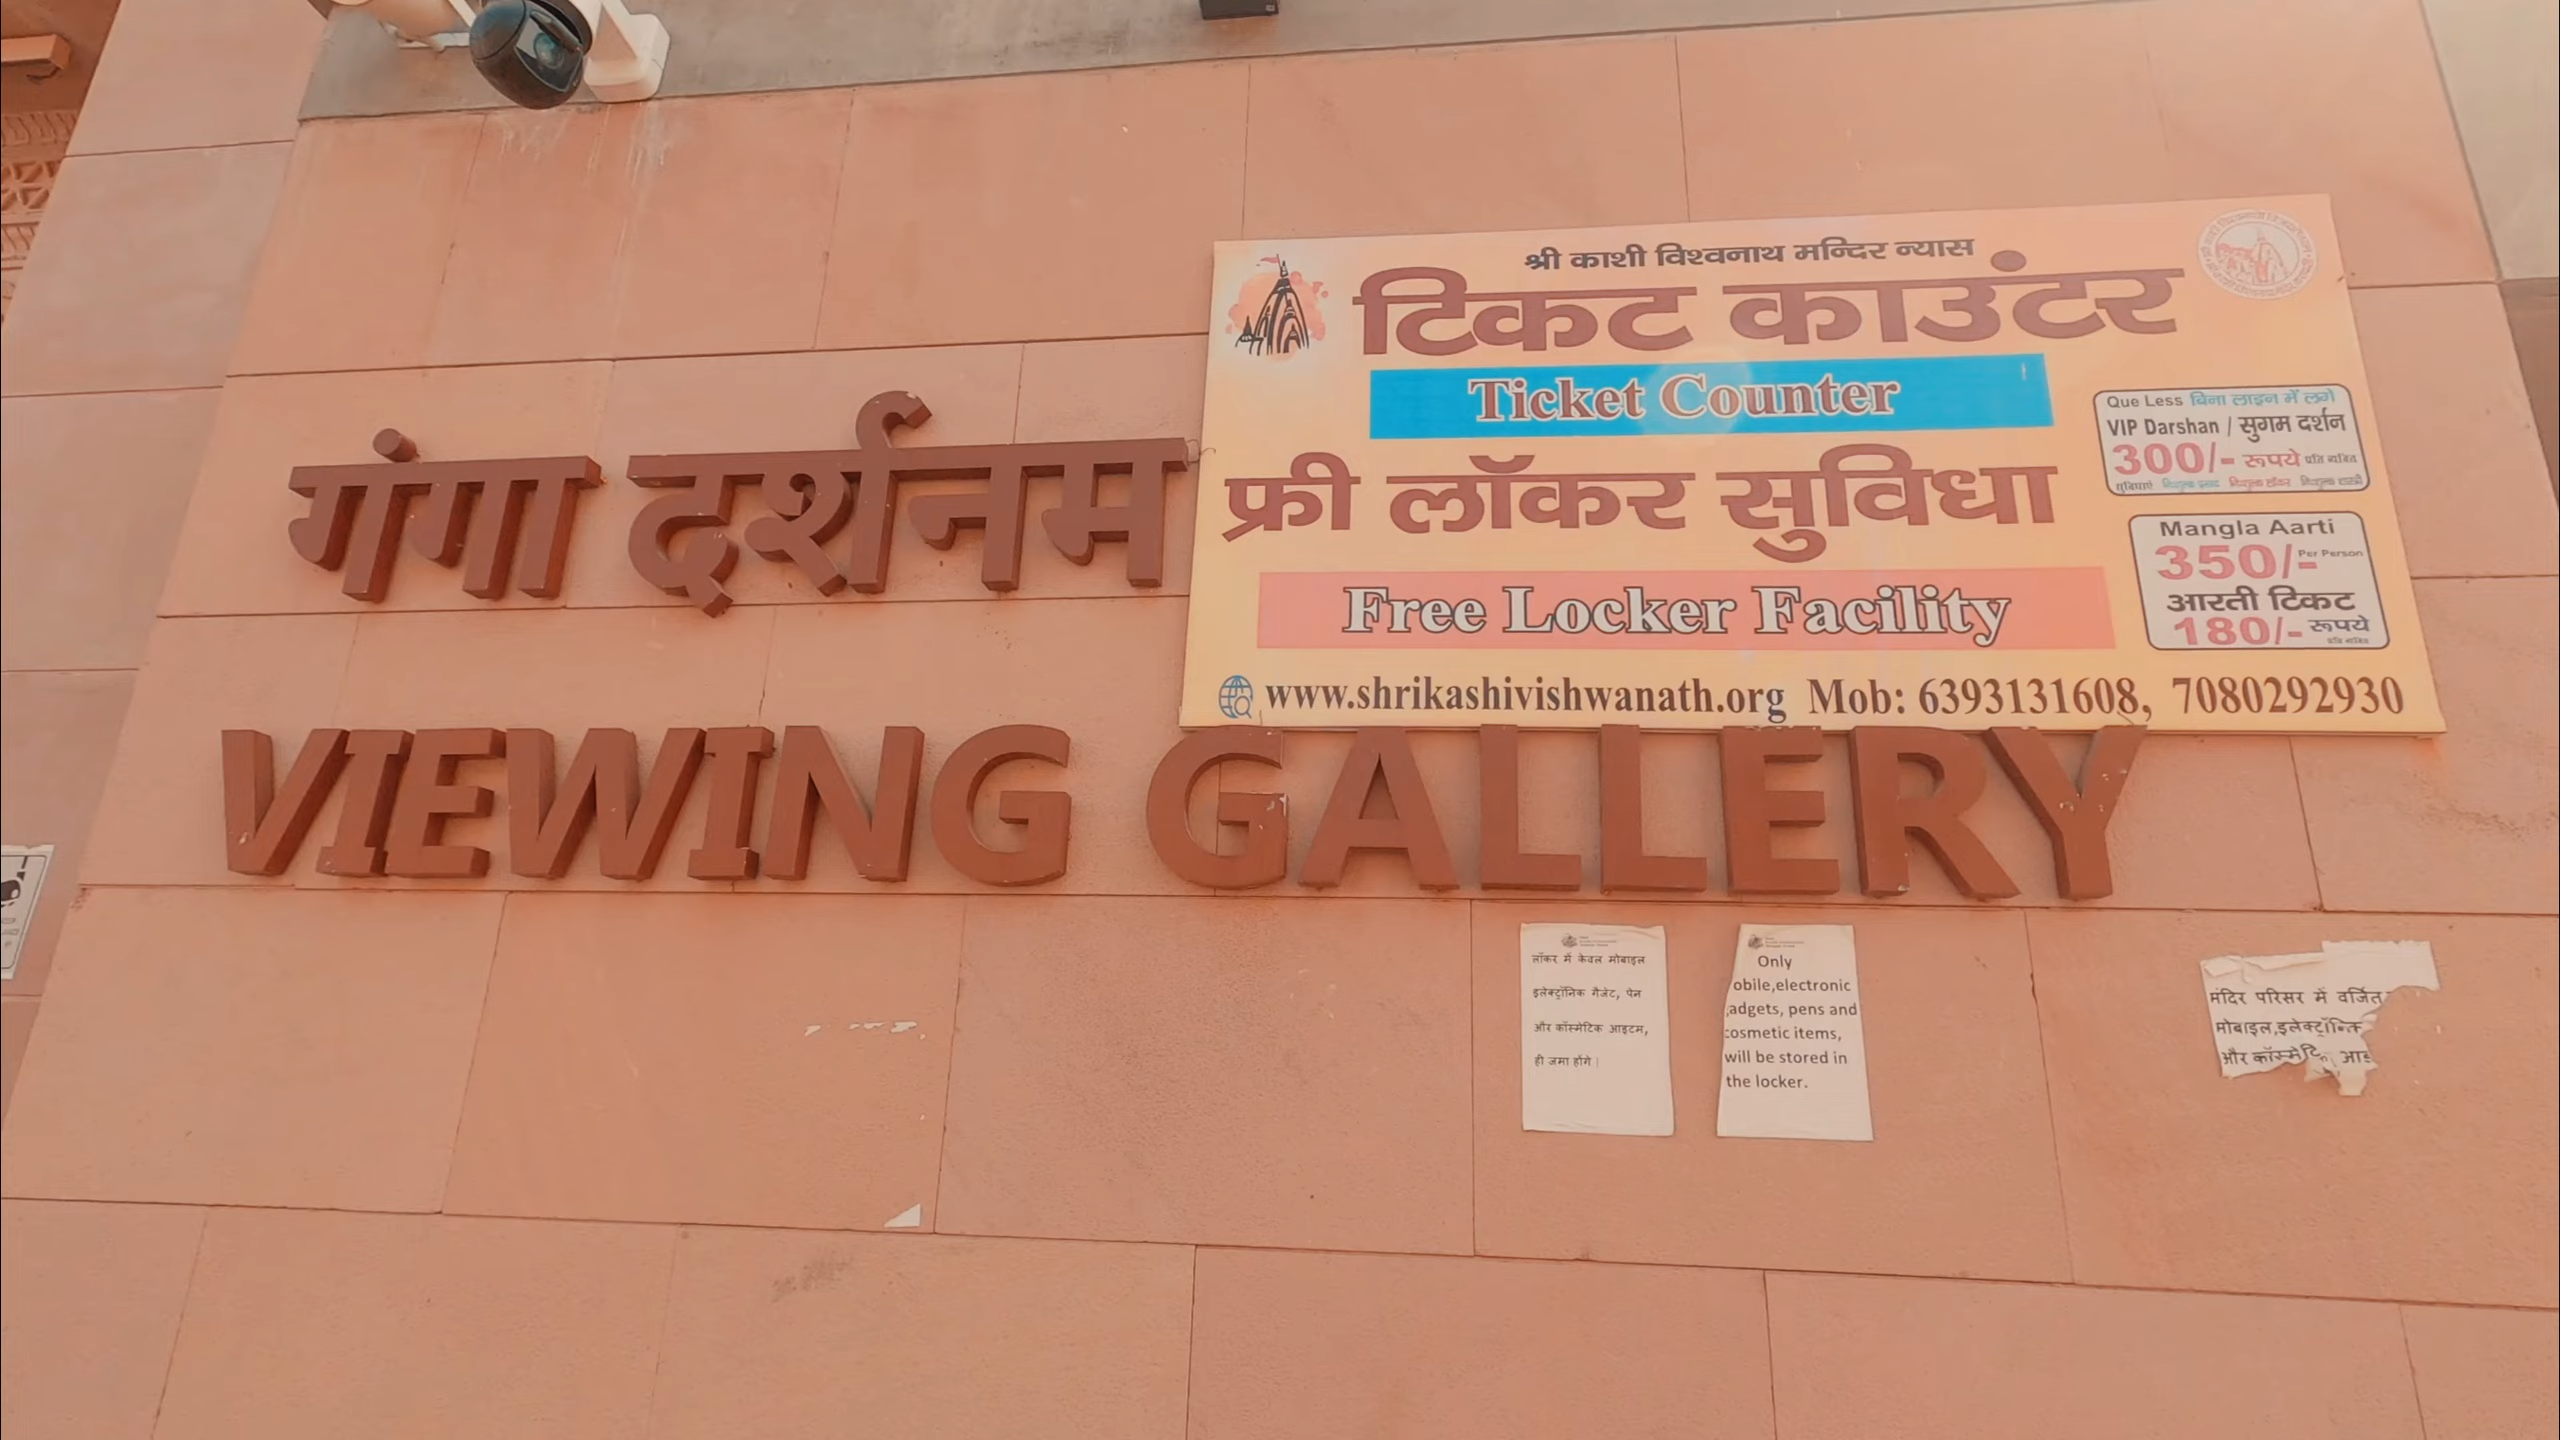 श्री काशी विश्वनाथ मन्दिर न्यास
टिकट काउंटर
Ticket Counter
फ्री लॉकर सुविधा
Free Locker Facility
www.shrikashivishwanath.org Mob: 6393131608, 7080292930
Que Less बिना लाइन में लगे
VIP Darshan / सुगम दर्शन
300/- रूपये प्रति व्यक्ति
Mangla Aarti
350/- Per Person
आरती टिकट
180/- रूपये
गंगा दर्शनम
VIEWING GALLERY
लॉकर में केवल मोबाइल
इलेक्ट्रॉनिक गैजेट, पेन
और कॉस्मेटिक आइटम,
ही जमा होंगे।
Only
obile,electronic
adgets, pens and
cosmetic items,
will be stored in
the locker.
मंदिर परिसर में वर्जित
मोबाइल,इलेक्ट्रॉनिक
और कॉस्मेटिक आइ